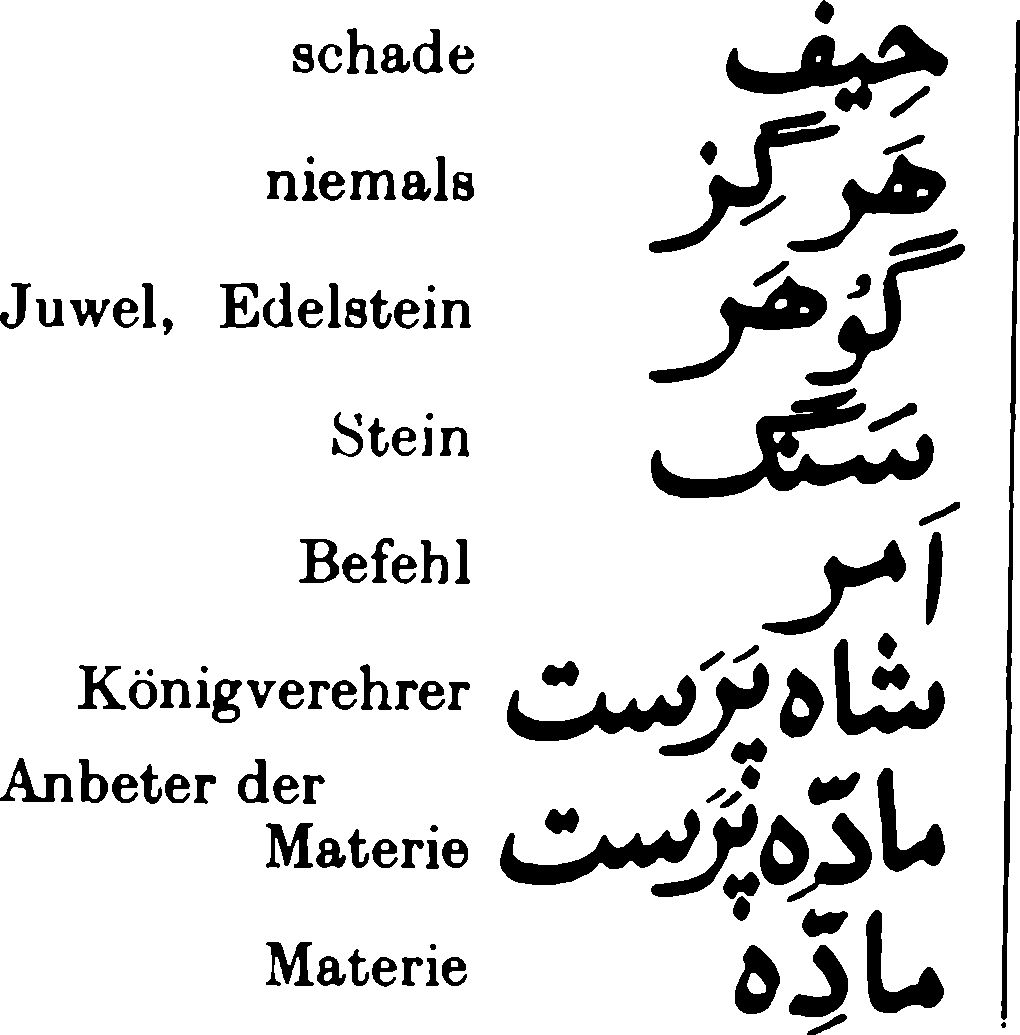 schade حِیف
niemals هَرگِز
Juwel, Edelstein گُوهَر
Stein سَنگ
Befehl اَمر
Königverehrer شاه پَرَست
Anbeter der
Materie مادّه پَرَست
Materie مادِّه